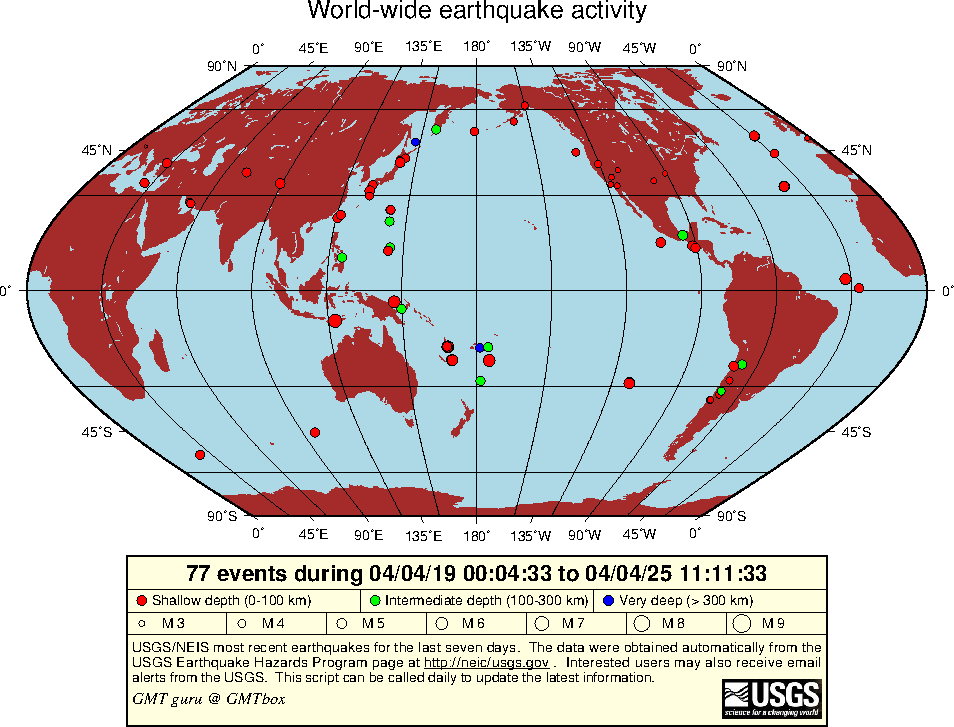 World-wide earthquake activity
0° 45°E 90°E 135°E 180° 135°W 90°W 45°W 0°
90°N 90°N
45°N 45°N
0° 0°
45°S 45°S
90°S 90°S
0° 45°E 90°E 135°E 180° 135°W 90°W 45°W 0°
77 events during 04/04/19 00:04:33 to 04/04/25 11:11:33
Shallow depth (0-100 km) Intermediate depth (100-300 km) Very deep (> 300 km)
M 3 M 4 M 5 M 6 M 7 M 8 M 9
USGS/NEIS most recent earthquakes for the last seven days. The data were obtained automatically from the
USGS Earthquake Hazards Program page at http://neic/usgs.gov . Interested users may also receive email
alerts from the USGS. This script can be called daily to update the latest information.
GMT guru @ GMTbox
USGS
science for a changing world